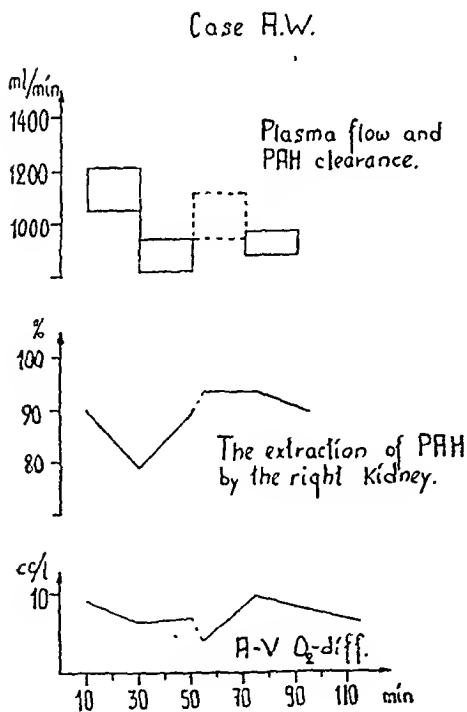 Case A.W.
ml/min
1400
1200
1000
Plasma flow and
PAH clearance.
%
100
90
80
The extraction of PAH
by the right Kidney.
cc/l
10
A-V O₂-diff.
10 30 50 70 90 110 min